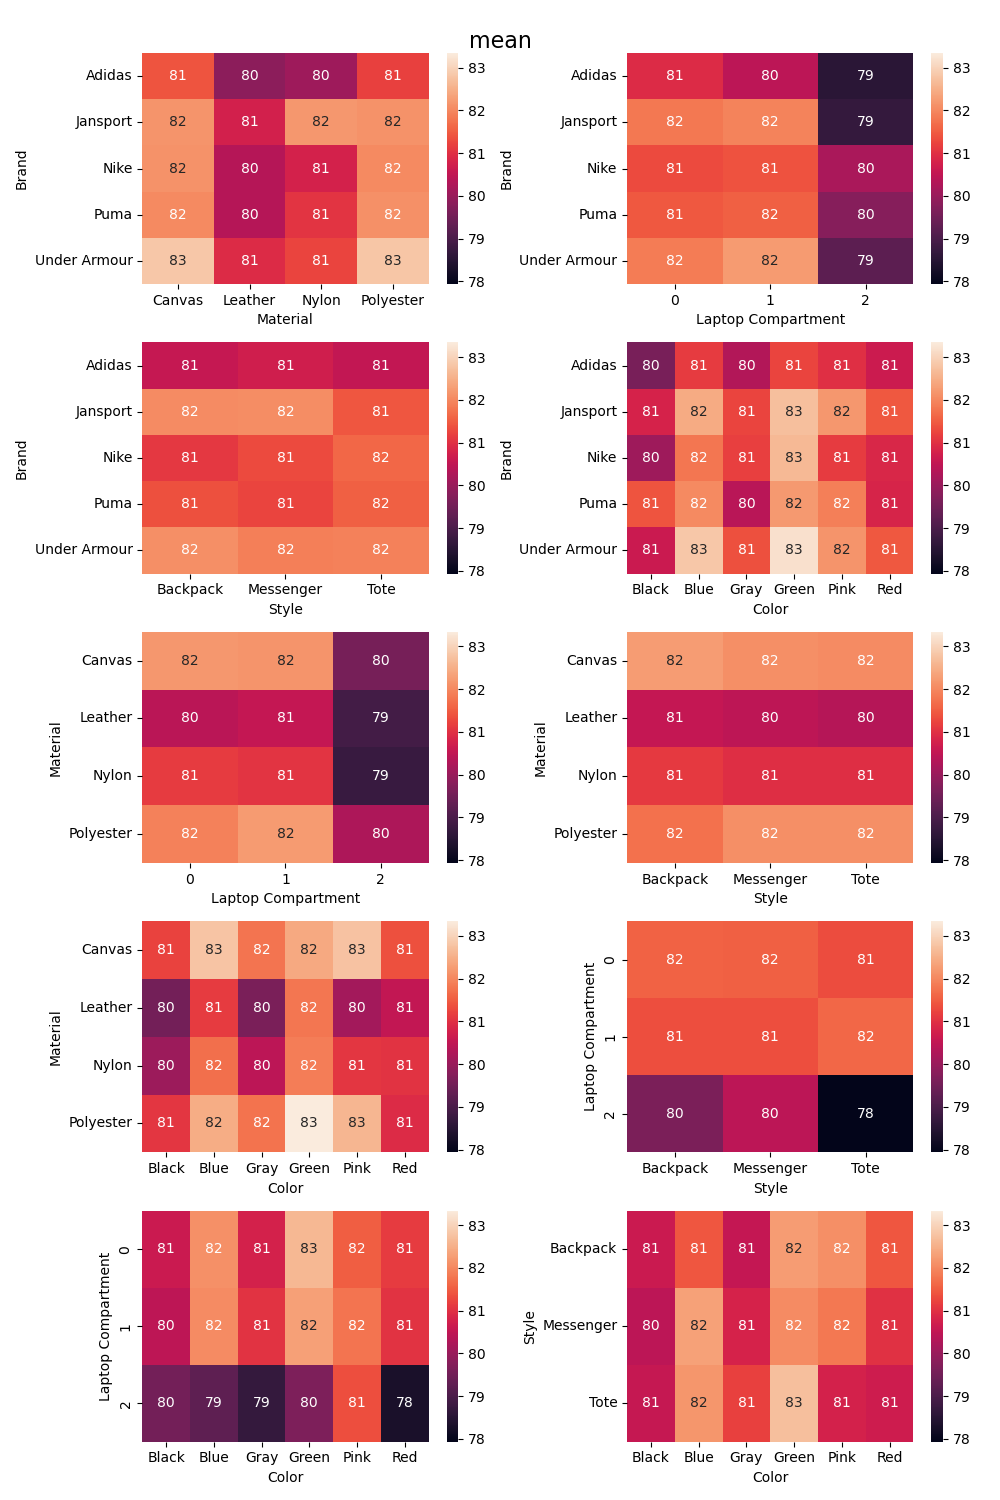 mean
Adidas 81 80 80 81
Jansport 82 81 82 82
Nike 82 80 81 82
Puma 82 80 81 82
Under Armour 83 81 81 83
Canvas Leather Nylon Polyester
Material
Brand
83
82
81
80
79
78
Adidas 81 80 79
Jansport 82 82 79
Nike 81 81 80
Puma 81 82 80
Under Armour 82 82 79
0 1 2
Laptop Compartment
Brand
83
82
81
80
79
78
Adidas 81 81 81
Jansport 82 82 81
Nike 81 81 82
Puma 81 81 82
Under Armour 82 82 82
Backpack Messenger Tote
Style
Brand
83
82
81
80
79
78
Adidas 80 81 80 81 81 81
Jansport 81 82 81 83 82 81
Nike 80 82 81 83 81 81
Puma 81 82 80 82 82 81
Under Armour 81 83 81 83 82 81
Black Blue Gray Green Pink Red
Color
Brand
83
82
81
80
79
78
Canvas 82 82 80
Leather 80 81 79
Nylon 81 81 79
Polyester 82 82 80
0 1 2
Laptop Compartment
Material
83
82
81
80
79
78
Canvas 82 82 82
Leather 81 80 80
Nylon 81 81 81
Polyester 82 82 82
Backpack Messenger Tote
Style
Material
83
82
81
80
79
78
Canvas 81 83 82 82 83 81
Leather 80 81 80 82 80 81
Nylon 80 82 80 82 81 81
Polyester 81 82 82 83 83 81
Black Blue Gray Green Pink Red
Color
Material
83
82
81
80
79
78
0 82 82 81
1 81 81 82
2 80 80 78
Backpack Messenger Tote
Style
Laptop Compartment
83
82
81
80
79
78
0 81 82 81 83 82 81
1 80 82 81 82 82 81
2 80 79 79 80 81 78
Black Blue Gray Green Pink Red
Color
Laptop Compartment
83
82
81
80
79
78
Backpack 81 81 81 82 82 81
Messenger 80 82 81 82 82 81
Tote 81 82 81 83 81 81
Black Blue Gray Green Pink Red
Color
Style
83
82
81
80
79
78